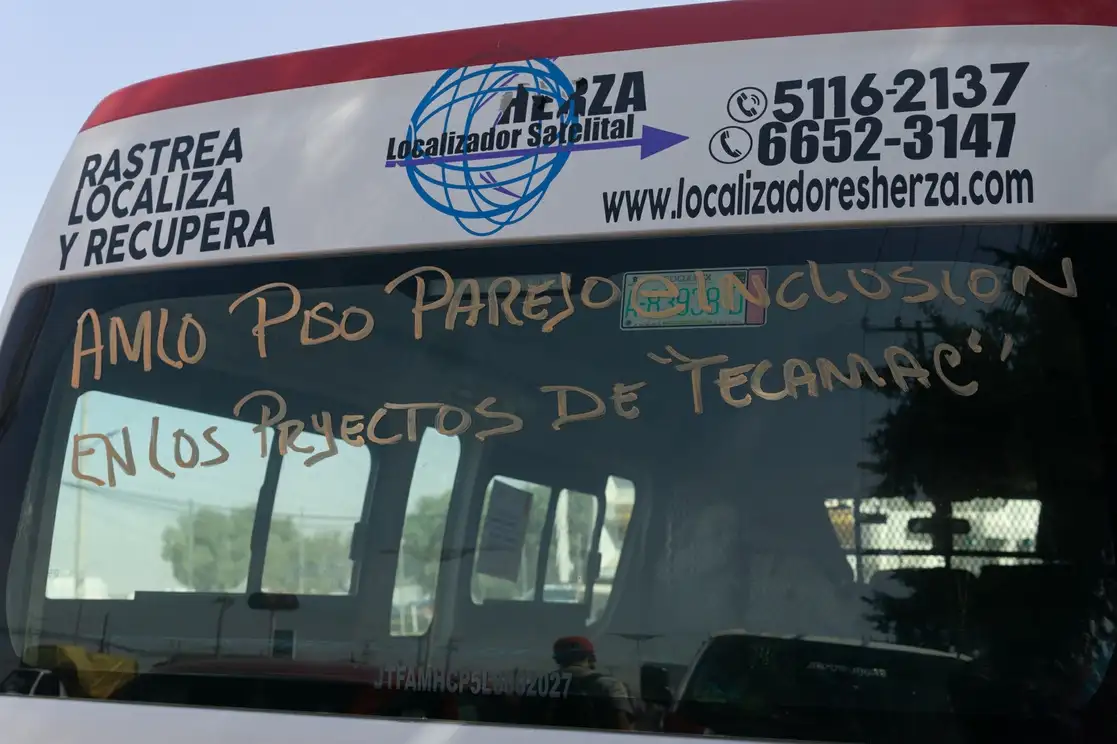 RASTREA
LOCALIZA
Y RECUPERA
HERZA
Localizador Satelital
5116-2137
6652-3147
www.localizadoresherza.com
AMLO PISO PAREJO e INCLUSION
EN LOS PRYECTOS DE "TECAMAC"